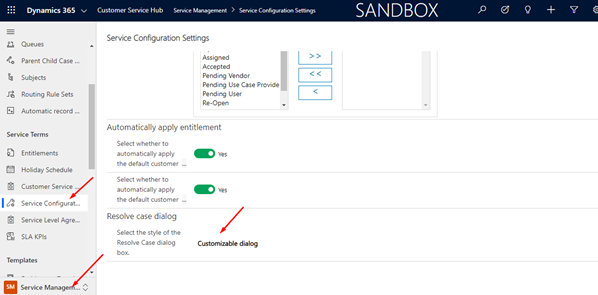 Dynamics 365 Customer Service Hub Service Management > Service Configuration Settings SANDBOX
Service Configuration Settings
Queues
Parent Child Case ...
Subjects
Routing Rule Sets
Automatic record ...
Service Terms
Entitlements
Holiday Schedule
Customer Service ...
Service Configurat...
Service Level Agre...
SLA KPIs
Templates
SM Service Managem...
Assigned
Accepted
Pending Vendor
Pending Use Case Provide
Pending User
Re-Open
> >
< <
<
Automatically apply entitlement
Select whether to
automatically apply
the default customer ...
Yes
Select whether to
automatically apply
the default customer ...
Yes
Resolve case dialog
Select the style of the
Resolve Case dialog
box.
Customizable dialog